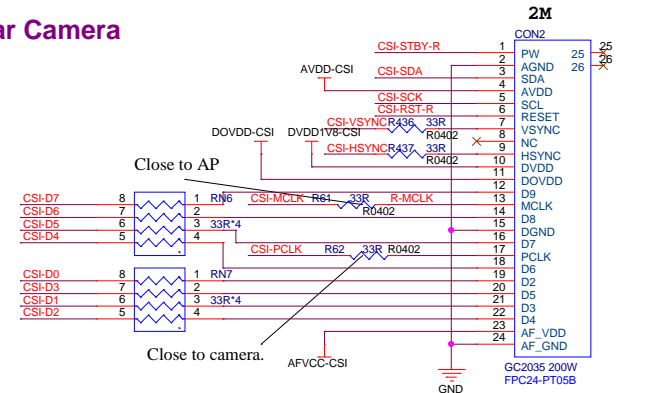 2M
ar Camera
CON2
CSI-STBY-R 1 PW 25 25
2 AGND 26 26
AVDD-CSI CSI-SDA 3 SDA
4 AVDD
CSI-SCK 5 SCL
CSI-RST-R 6 RESET
CSI-VSYNC R436 33R 7 VSYNC
DOVDD-CSI DVDD1V8-CSI R0402 8 NC
CSI-HSYNC R437 33R 9 HSYNC
R0402 10 DVDD
Close to AP 11 DOVDD
12 D9
CSI-D7 8 1 RN6 CSI-MCLK R61 33R R-MCLK 13 MCLK
CSI-D6 7 2 R0402 14 D8
CSI-D5 6 3 33R*4 15 DGND
CSI-D4 5 4 16 D7
CSI-PCLK R62 33R R0402 17 PCLK
18 D6
CSI-D0 8 1 RN7 19 D2
CSI-D3 7 2 20 D5
CSI-D1 6 3 33R*4 21 D3
CSI-D2 5 4 22 D4
23 AF_VDD
24 AF_GND
Close to camera.
AFVCC-CSI
GC2035 200W
FPC24-PT05B
GND